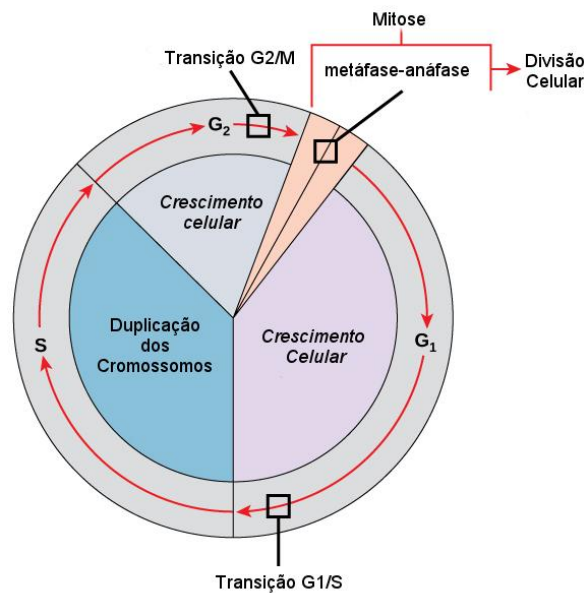 Mitose
Transição G2/M
metáfase-anáfase
Divisão
Celular
G₂
Crescimento
celular
Duplicação
dos
Cromossomos
Crescimento
Celular
S
G₁
Transição G1/S